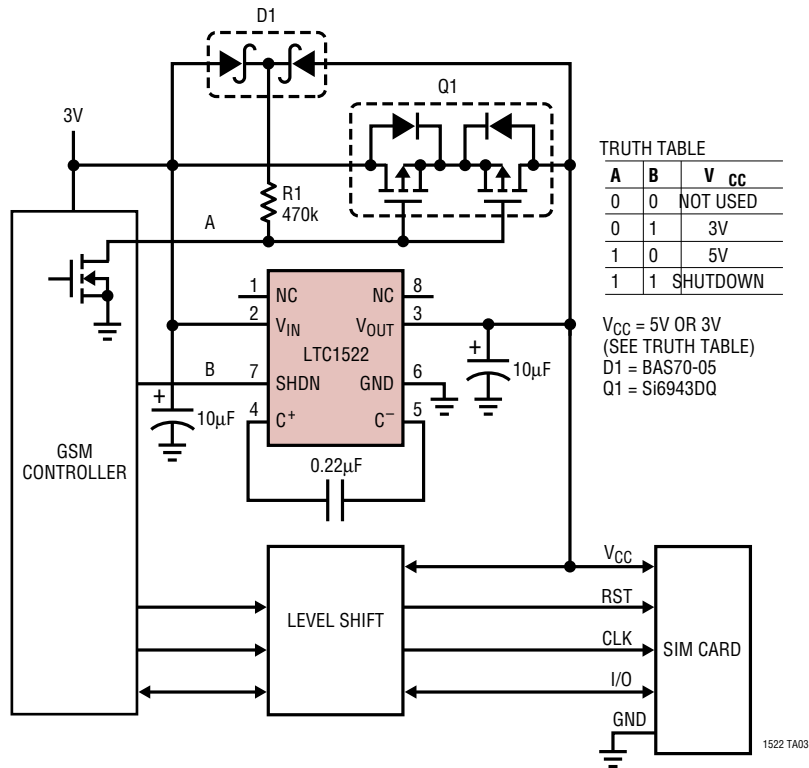 D1
Q1
3V
R1
470k
A
TRUTH TABLE
A B V CC
0 0 NOT USED
0 1 3V
1 0 5V
1 1 SHUTDOWN
VCC = 5V OR 3V
(SEE TRUTH TABLE)
D1 = BAS70-05
Q1 = Si6943DQ
1 NC NC 8
2 VIN VOUT 3
LTC1522
B 7 SHDN GND 6
4 C+ C− 5
+
10µF
+
10µF
0.22µF
GSM
CONTROLLER
LEVEL SHIFT
VCC
RST
CLK
I/O
GND
SIM CARD
1522 TA03